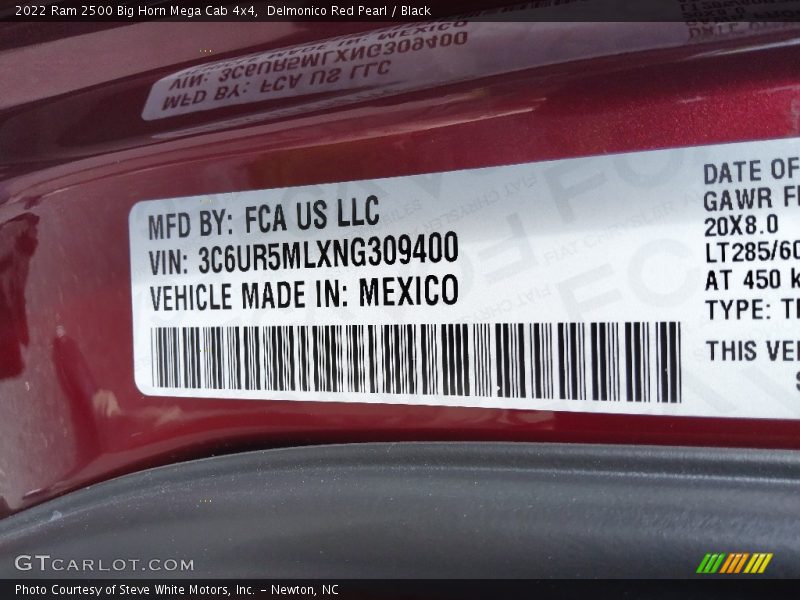 2022 Ram 2500 Big Horn Mega Cab 4x4,  Delmonico Red Pearl / Black
MFD BY: FCA US LLC
VIN: 3C6UR5MLXNG309400
VEHICLE MADE IN: MEXICO
DATE OF
GAWR
20X8.0
LT285/60
AT 450
TYPE:
THIS
GTCARLOT.COM
Photo Courtesy of Steve White Motors, Inc. – Newton, NC